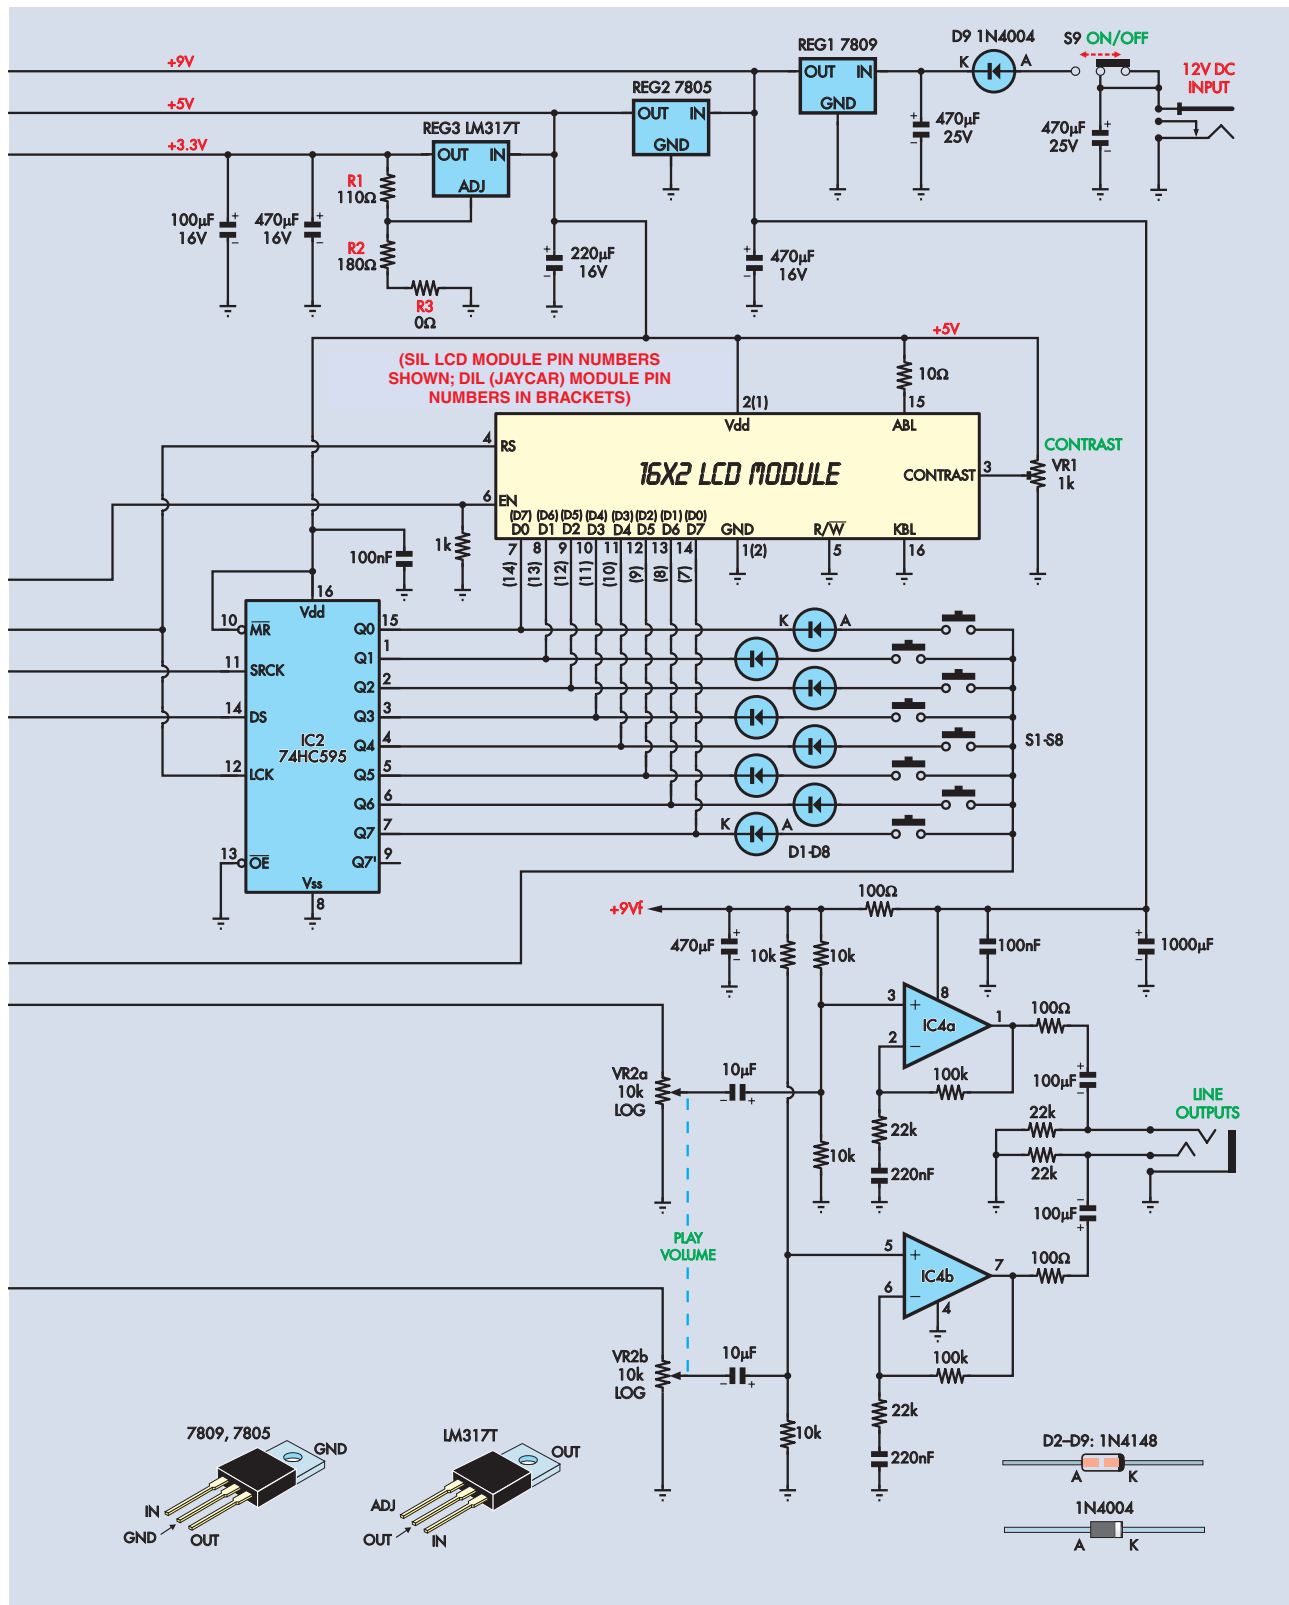 D9 1N4004
S9 ON/OFF
REG1 7809
K
A
+9V
OUT IN
GND
12V DC
INPUT
REG2 7805
+5V
OUT IN
GND
+
470µF
25V
–
+
470µF
25V
–
REG3 LM317T
+3.3V
OUT IN
ADJ
R1
110Ω
100µF
16V
+
–
470µF
16V
+
–
R2
180Ω
R3
0Ω
+
220µF
16V
–
+
470µF
16V
–
+5V
(SIL LCD MODULE PIN NUMBERS
SHOWN; DIL (JAYCAR) MODULE PIN
NUMBERS IN BRACKETS)
10Ω
2(1)
15
Vdd
ABL
4
RS
16X2 LCD MODULE
CONTRAST
3
CONTRAST
VR1
1k
6
EN
(D7) (D6) (D5) (D4) (D3) (D2) (D1) (D0)
D0 D1 D2 D3 D4 D5 D6 D7
GND
R/W
KBL
7 8 9 10 11 12 13 14
1(2)
5
16
(14) (13) (12) (11) (10) (9) (8) (7)
1k
100nF
16
Vdd
10
MR
Q0
15
K
A
11
SRCK
Q1
1
Q2
2
14
DS
Q3
3
IC2
74HC595
Q4
4
S1-S8
12
LCK
Q5
5
Q6
6
Q7
7
K
A
D1-D8
13
OE
Q7'
9
Vss
8
+9Vf
100Ω
470µF
+
–
10k
10k
100nF
+
–
1000µF
3
+
8
IC4a
1
2
–
100Ω
VR2a
10k
LOG
10µF
– +
100k
100µF
+
–
LINE
OUTPUTS
22k
22k
10k
22k
220nF
–
100µF
+
PLAY
VOLUME
5
+
IC4b
7
6
–
4
100Ω
VR2b
10k
LOG
10µF
– +
100k
22k
10k
220nF
7809, 7805
GND
IN
GND
OUT
LM317T
OUT
ADJ
OUT
IN
D2–D9: 1N4148
A K
1N4004
A K